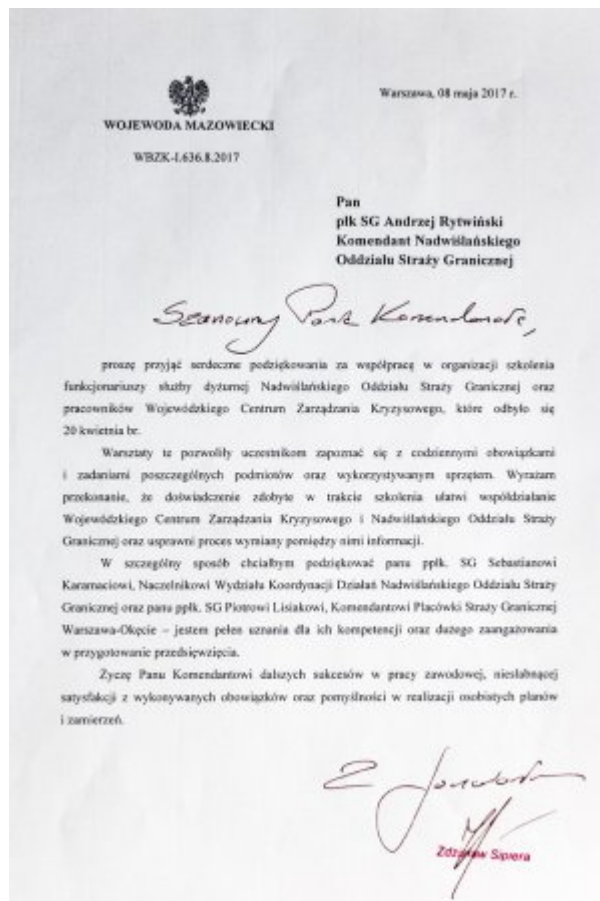 Warszawa, 08 maja 2017 r.
WOJEWODA MAZOWIECKI
WBZK-I.636.8.2017
Pan
płk SG Andrzej Rytwiński
Komendant Nadwiślańskiego
Oddziału Straży Granicznej
Szanowny Panie Komendancie,
proszę przyjąć serdeczne podziękowania za współpracę w organizacji szkolenia
funkcjonariuszy służby dyżurnej Nadwiślańskiego Oddziału Straży Granicznej oraz
pracowników Wojewódzkiego Centrum Zarządzania Kryzysowego, które odbyło się
20 kwietnia br.
Warsztaty te pozwoliły uczestnikom zapoznać się z codziennymi obowiązkami
i zadaniami poszczególnych podmiotów oraz wykorzystywanym sprzętem. Wyrażam
przekonanie, że doświadczenie zdobyte w trakcie szkolenia ułatwi współdziałanie
Wojewódzkiego Centrum Zarządzania Kryzysowego i Nadwiślańskiego Oddziału Straży
Granicznej oraz usprawni proces wymiany pomiędzy nimi informacji.
W szczególny sposób chciałbym podziękować panu ppłk. SG Sebastianowi
Karamaciowi, Naczelnikowi Wydziału Koordynacji Działań Nadwiślańskiego Oddziału Straży
Granicznej oraz panu ppłk. SG Piotrowi Lisiakowi, Komendantowi Placówki Straży Granicznej
Warszawa-Okęcie – jestem pełen uznania dla ich kompetencji oraz dużego zaangażowania
w przygotowanie przedsięwzięcia.
Życzę Panu Komendantowi dalszych sukcesów w pracy zawodowej, niesłabnącej
satysfakcji z wykonywanych obowiązków oraz pomyślności w realizacji osobistych planów
i zamierzeń.
Z
Zdzisław Sipiera